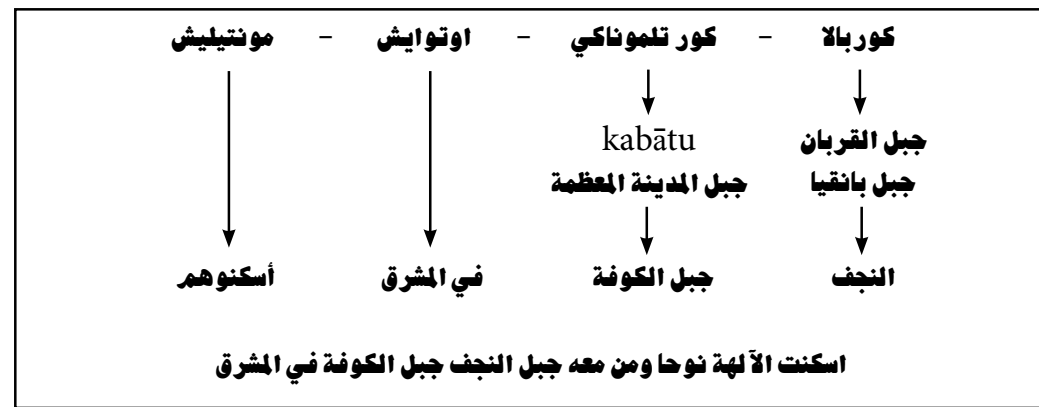 كوربالا - كور تلموناكي - اوتوايش - مونتيليش
جبل القربان kabātu
جبل بانقيا جبل المدينة المعظمة
النجف جبل الكوفة في المشرق أسكنوهم
اسكنت الآلهة نوحا ومن معه جبل النجف جبل الكوفة في المشرق